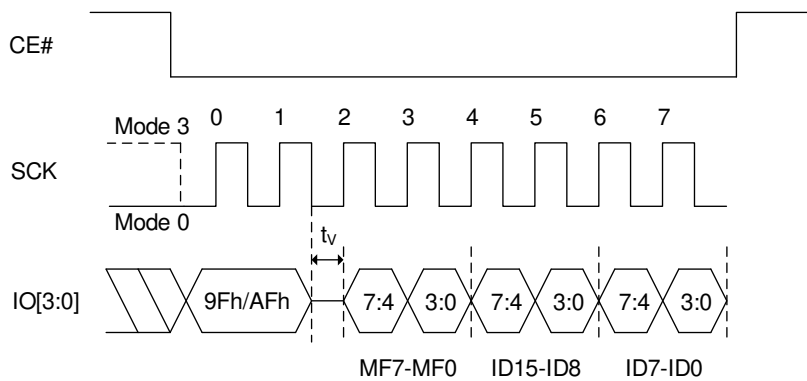 CE#
0 1 2 3 4 5 6 7
Mode 3
SCK
Mode 0
tV
IO[3:0] 9Fh/AFh 7:4 3:0 7:4 3:0 7:4 3:0
MF7-MF0 ID15-ID8 ID7-ID0